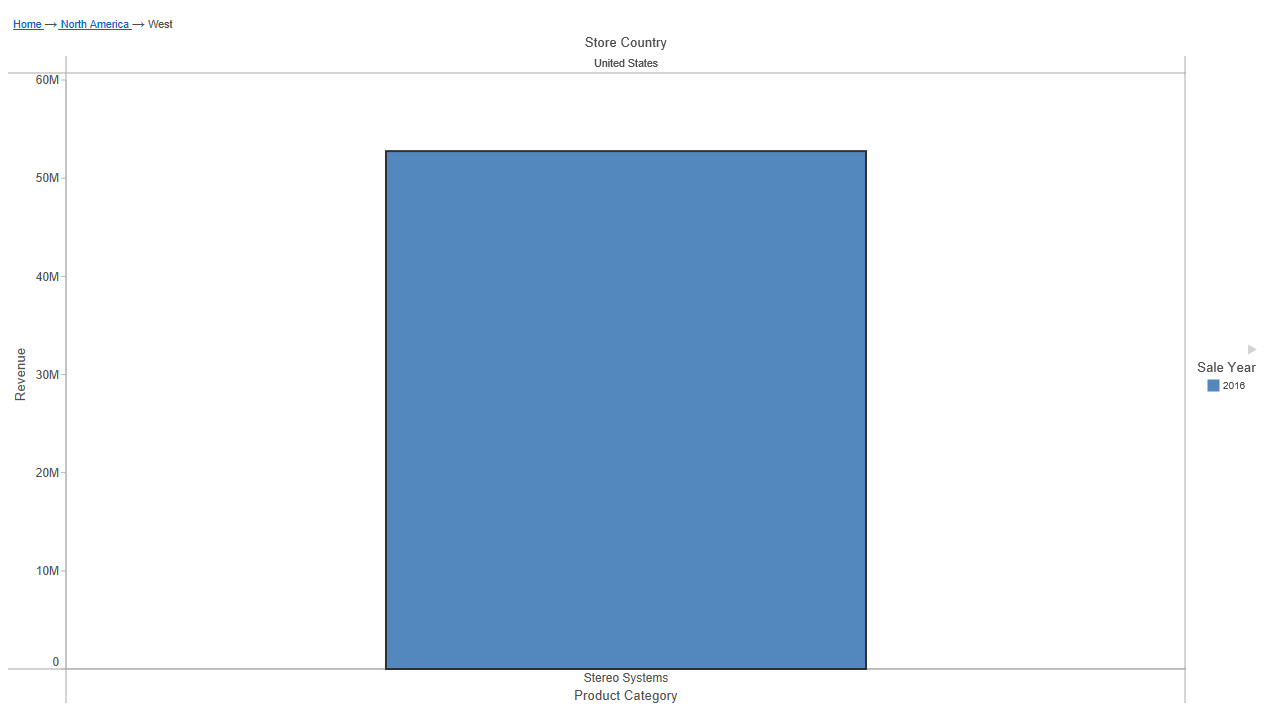 Home → North America → West
Store Country
United States
60M
50M
40M
30M
20M
10M
0
Revenue
Stereo Systems
Product Category
Sale Year
2016